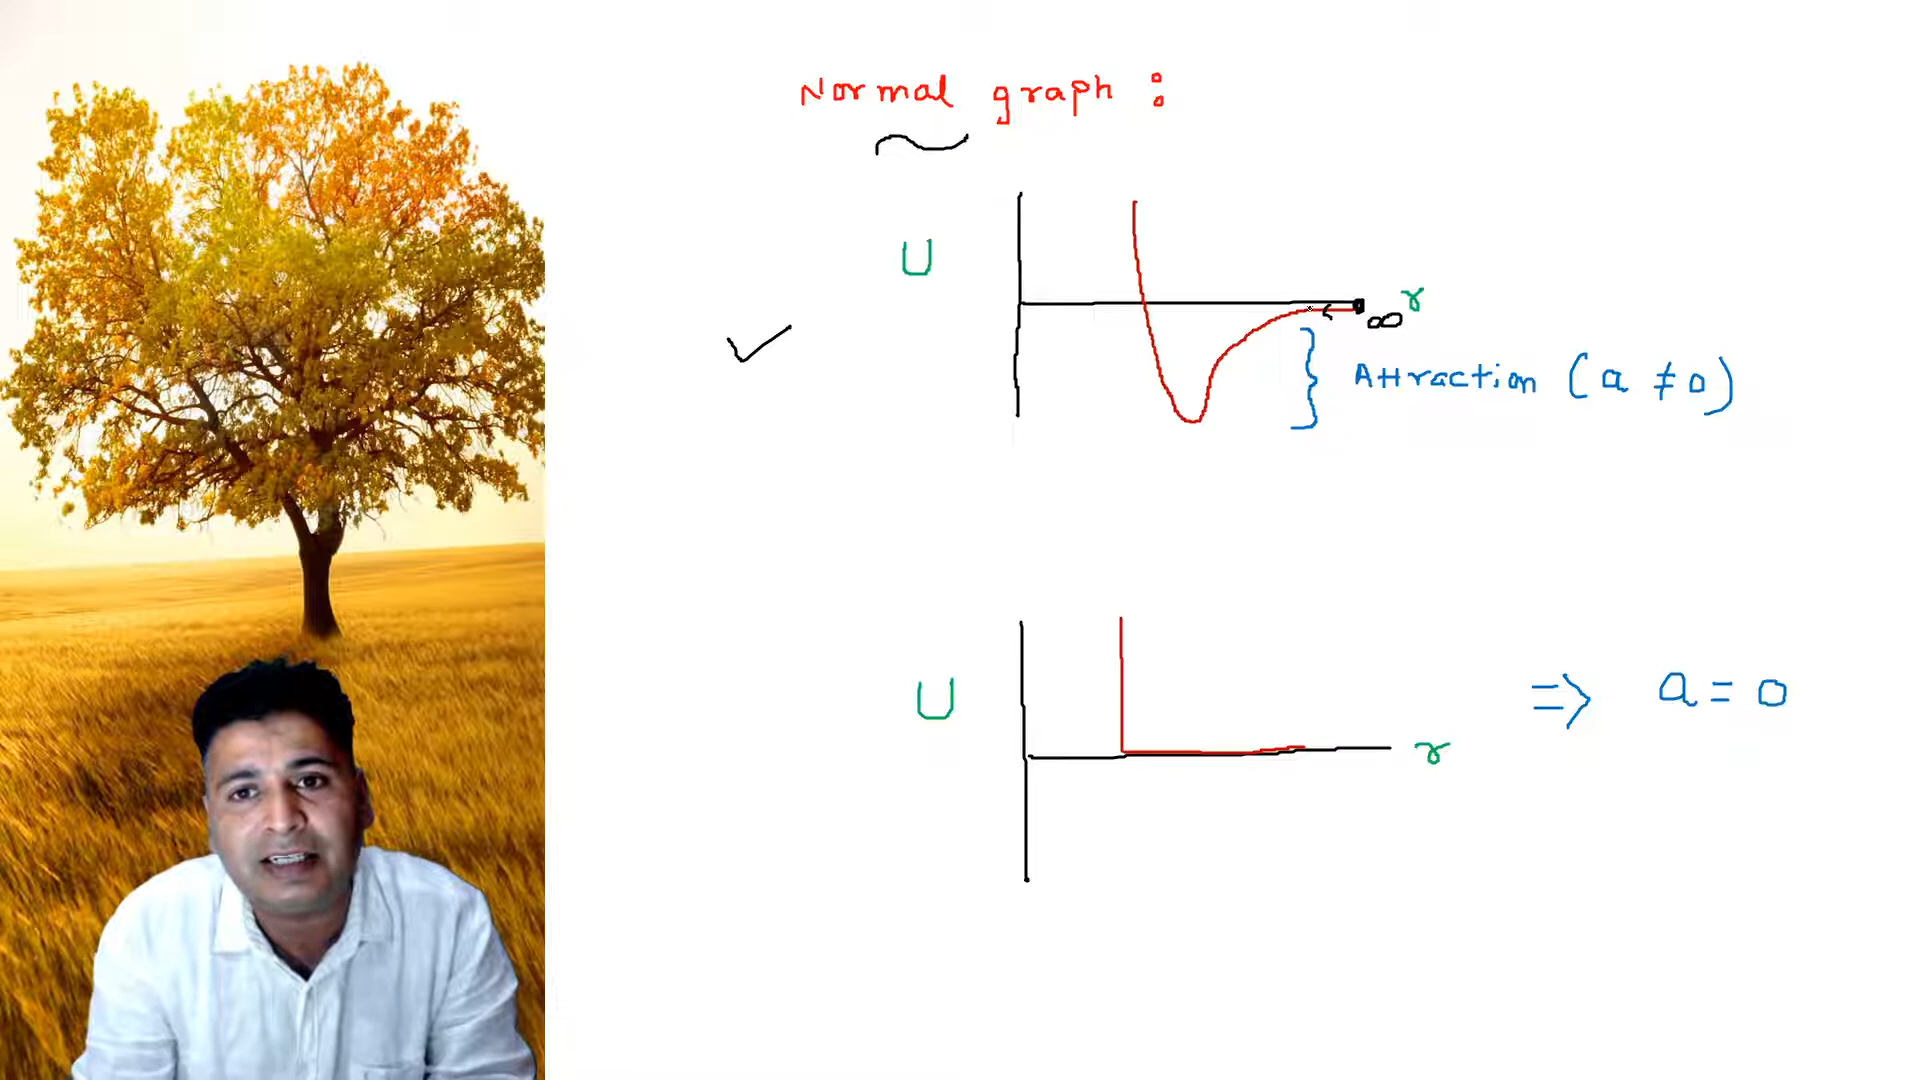 Normal graph :
U
r
∞
Attraction (a ≠ 0)
U
r
⇒ a = 0